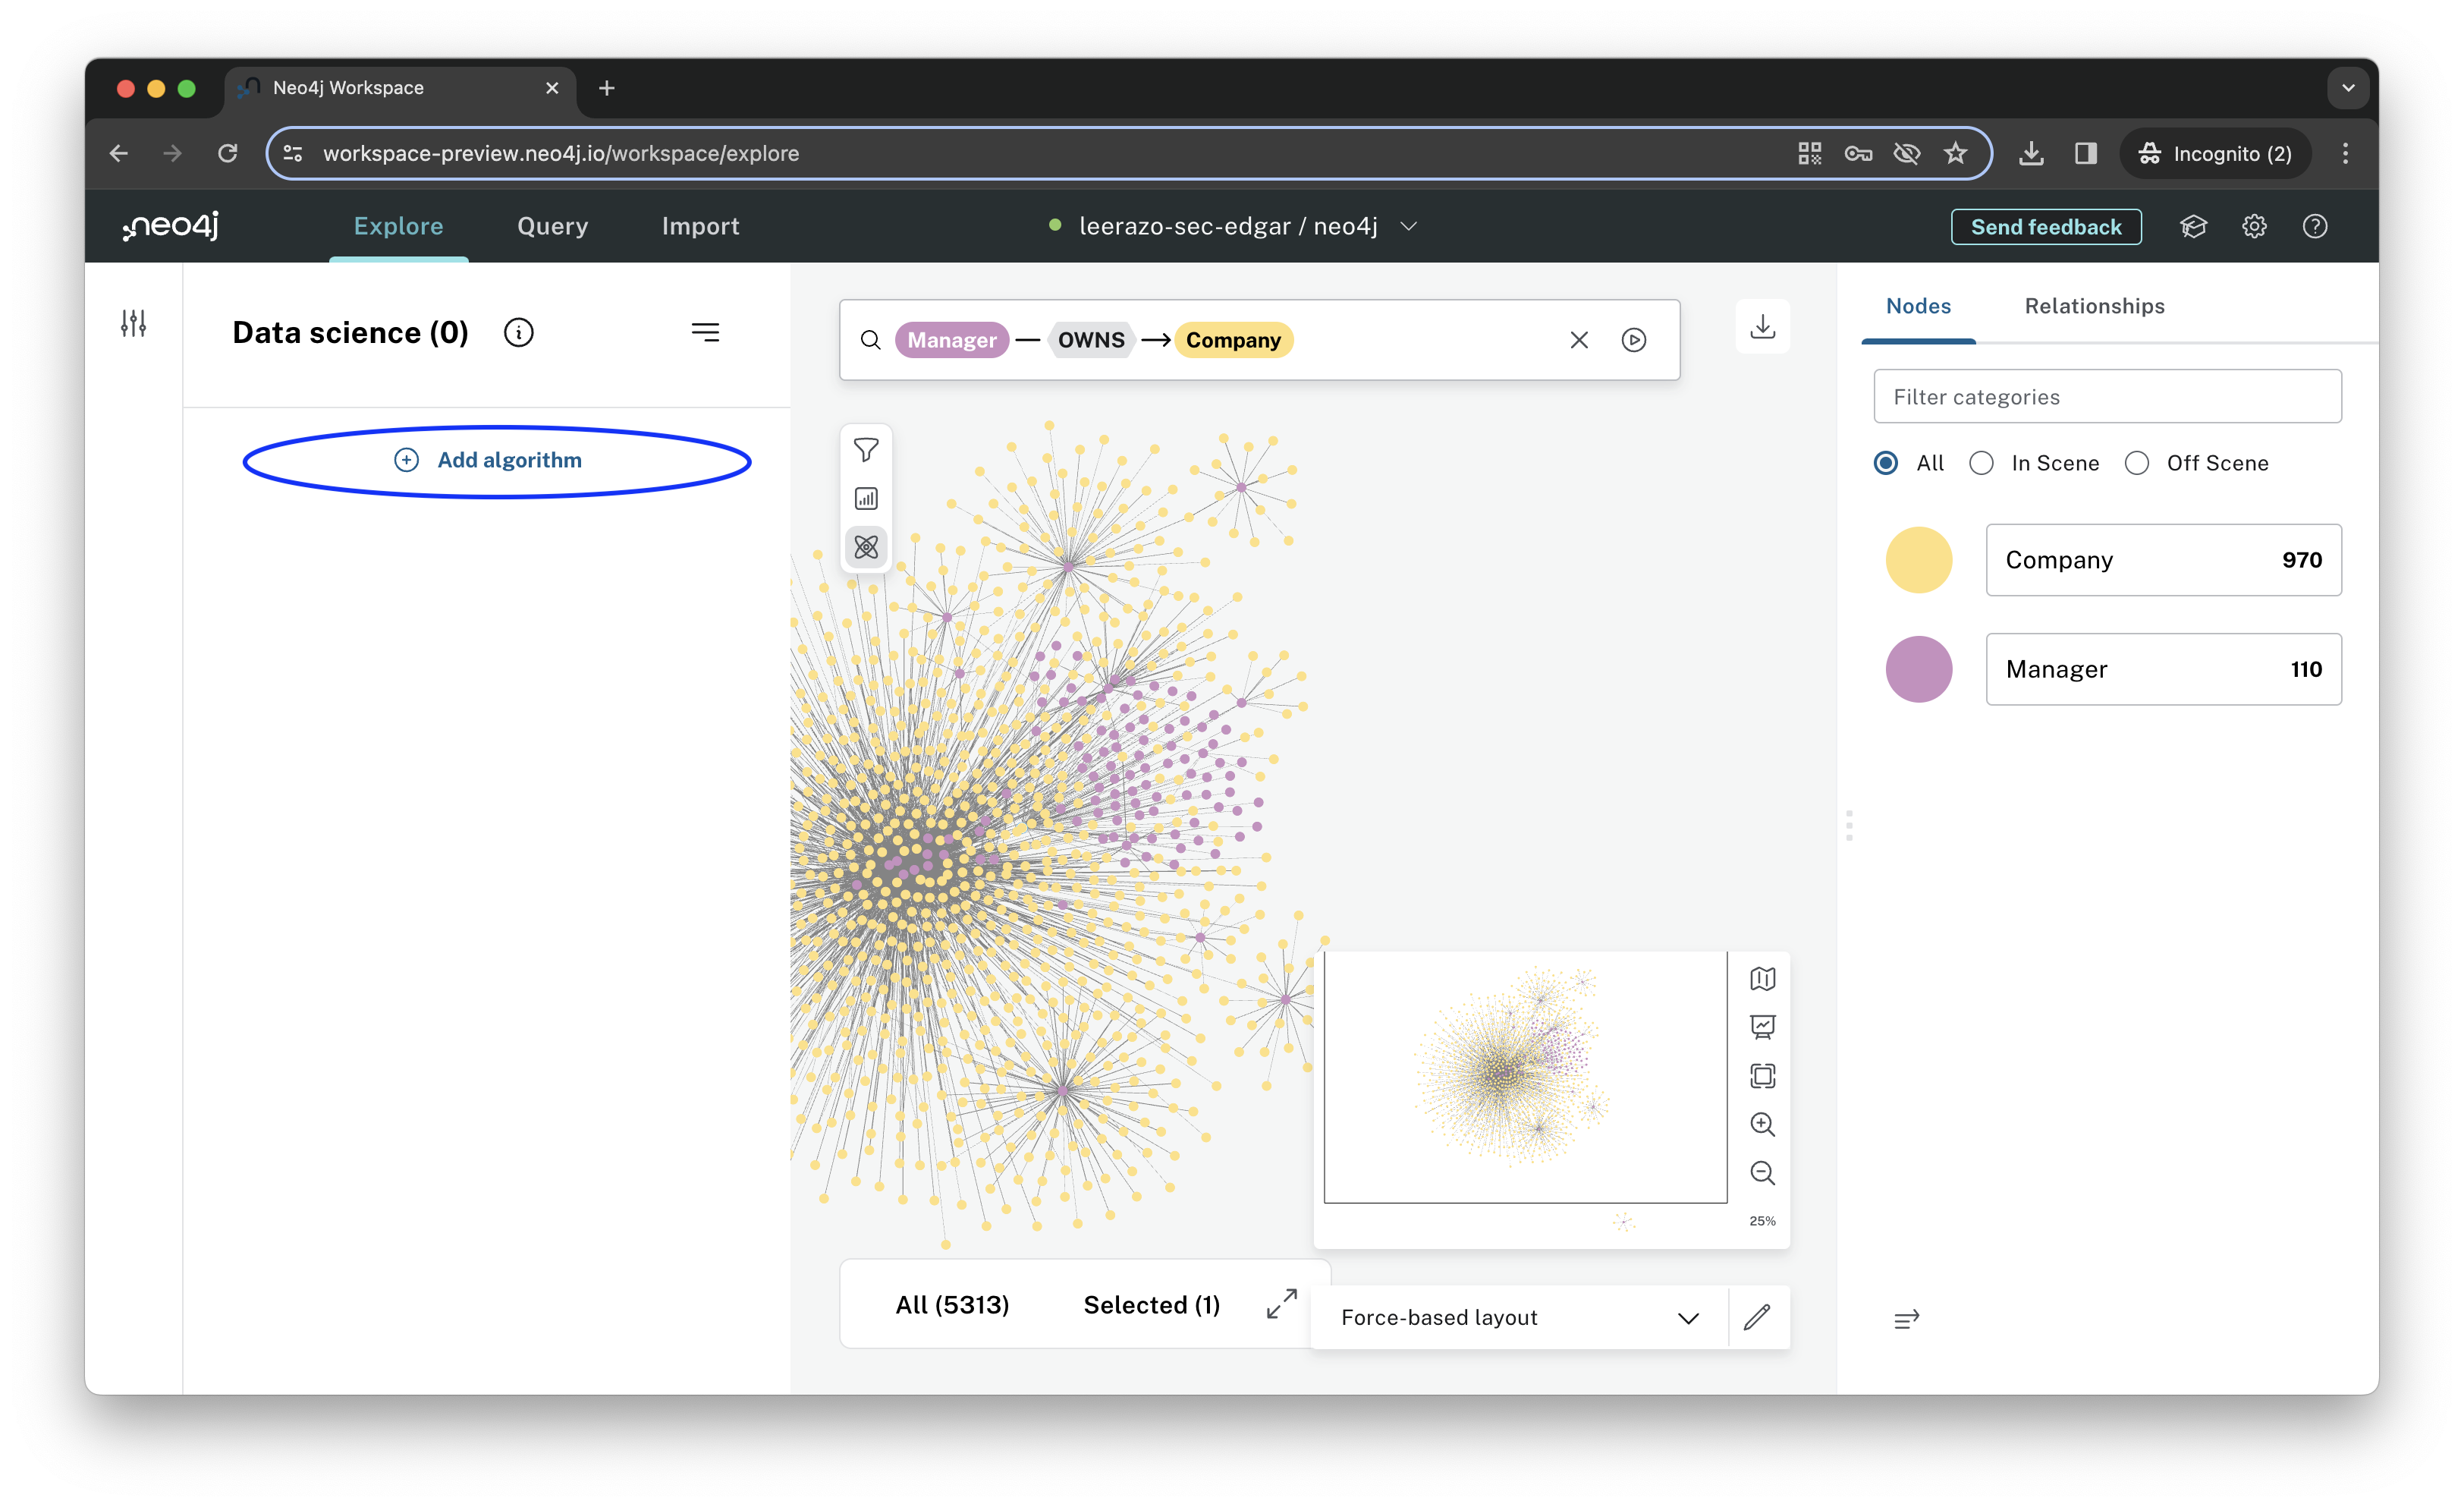 Neo4j Workspace
workspace-preview.neo4j.io/workspace/explore
Incognito (2)
neo4j
Explore
Query
Import
leerazo-sec-edgar / neo4j
Send feedback
Data science (0)
Add algorithm
Manager OWNS Company
Nodes
Relationships
Filter categories
All
In Scene
Off Scene
Company 970
Manager 110
25%
All (5313)
Selected (1)
Force-based layout